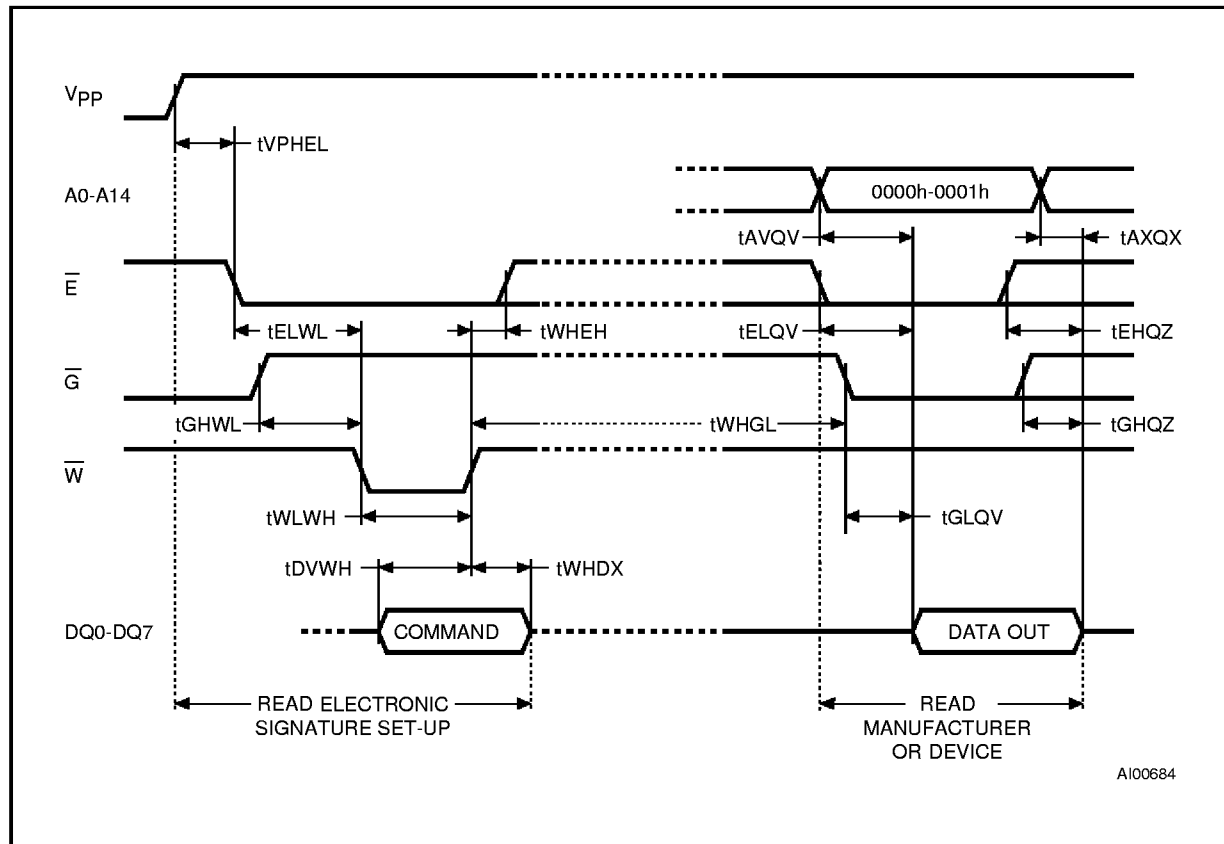 VPP
tVPHEL
A0-A14
0000h-0001h
tAVQV
tAXQX
E
tELWL
tWHEH
tELQV
tEHQZ
G
tGHWL
tWHGL
tGHQZ
W
tWLWH
tGLQV
tDVWH
tWHDX
DQ0-DQ7
COMMAND
DATA OUT
READ ELECTRONIC
SIGNATURE SET-UP
READ
MANUFACTURER
OR DEVICE
AI00684